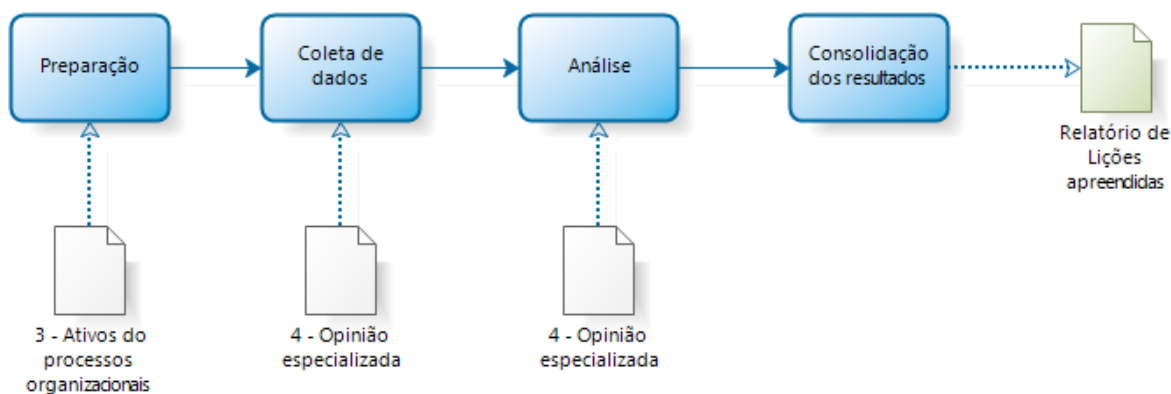 Preparação
Coleta de
dados
Análise
Consolidação
dos resultados
Relatório de
Lições
apreendidas
3 - Ativos do
processos
organizacionais
4 - Opinião
especializada
4 - Opinião
especializada